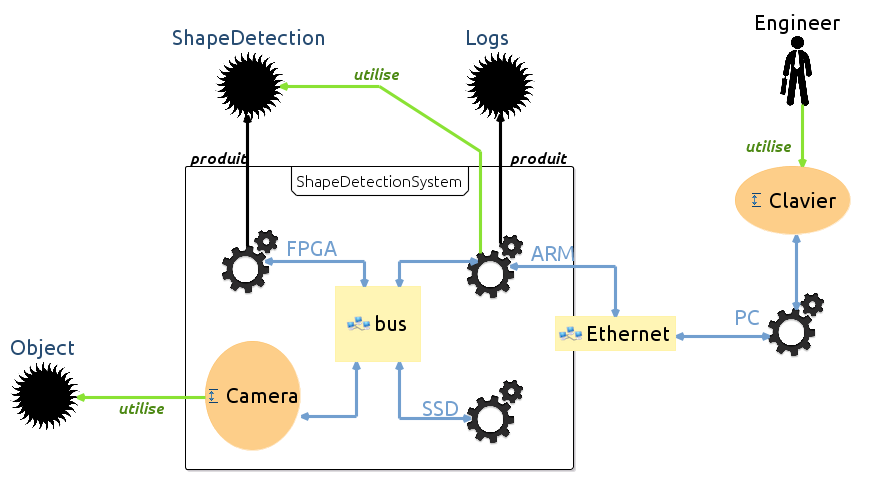 Engineer
ShapeDetection
Logs
utilise
utilise
produit
produit
ShapeDetectionSystem
Clavier
FPGA
ARM
bus
Ethernet
PC
Object
Camera
utilise
SSD